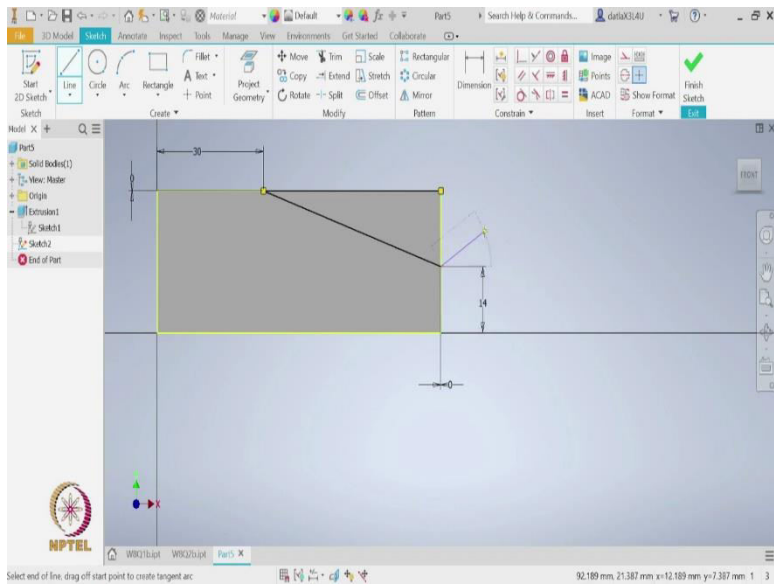 Material Default fx Part5 Search Help & Commands... datlaX3L4U
File 3D Model Sketch Annotate Inspect Tools Manage View Environments Get Started Collaborate
Start 2D Sketch Line Circle Arc Rectangle Fillet Text Point Project Geometry Move Copy Rotate Trim Extend Split Scale Stretch Offset Rectangular Circular Mirror Dimension Image Points ACAD Show Format Finish Sketch
Sketch Create Modify Pattern Constrain Insert Format Exit
Model
Part5
Solid Bodies(1)
View: Master
Origin
Extrusion1
Sketch1
Sketch2
End of Part
30
0
FRONT
14
0
X
NPTEL
W8Q1b.ipt W8Q2b.ipt Part5 X
Select end of line, drag off start point to create tangent arc 92.189 mm, 21.387 mm x=12.189 mm y=7.387 mm 1 3